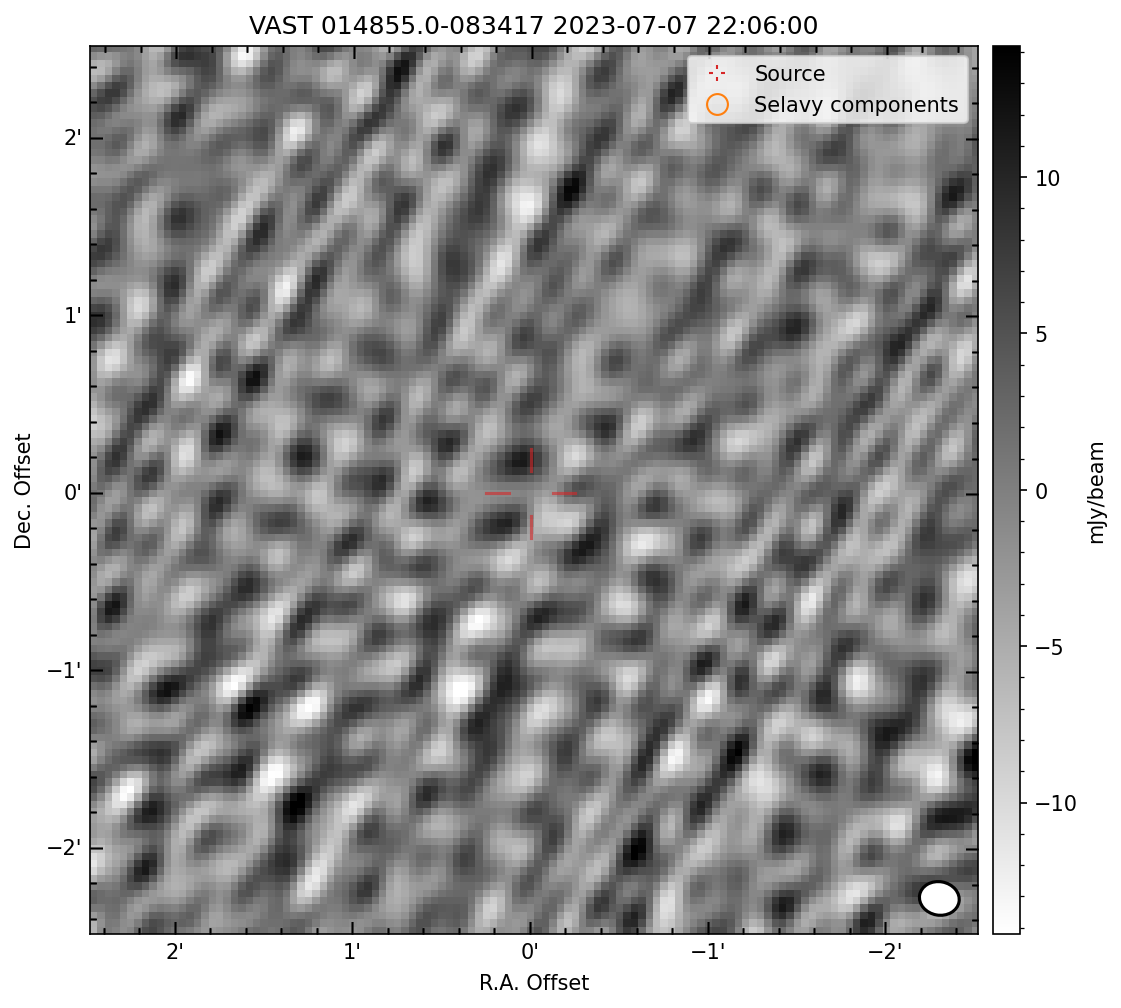 VAST 014855.0-083417 2023-07-07 22:06:00
Source
Selavy components
2'
1'
0'
−1'
−2'
Dec. Offset
2'
1'
0'
−1'
−2'
R.A. Offset
10
5
0
−5
−10
mJy/beam